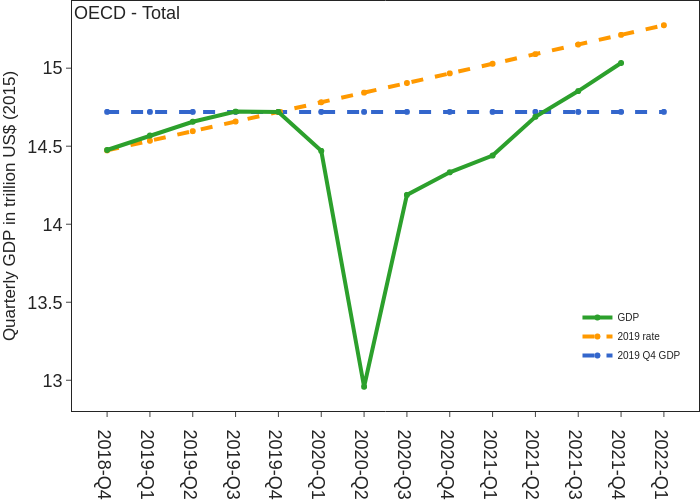 OECD - Total
Quarterly GDP in trillion US$ (2015)
15
14.5
14
13.5
13
GDP
2019 rate
2019 Q4 GDP
2018-Q4
2019-Q1
2019-Q2
2019-Q3
2019-Q4
2020-Q1
2020-Q2
2020-Q3
2020-Q4
2021-Q1
2021-Q2
2021-Q3
2021-Q4
2022-Q1